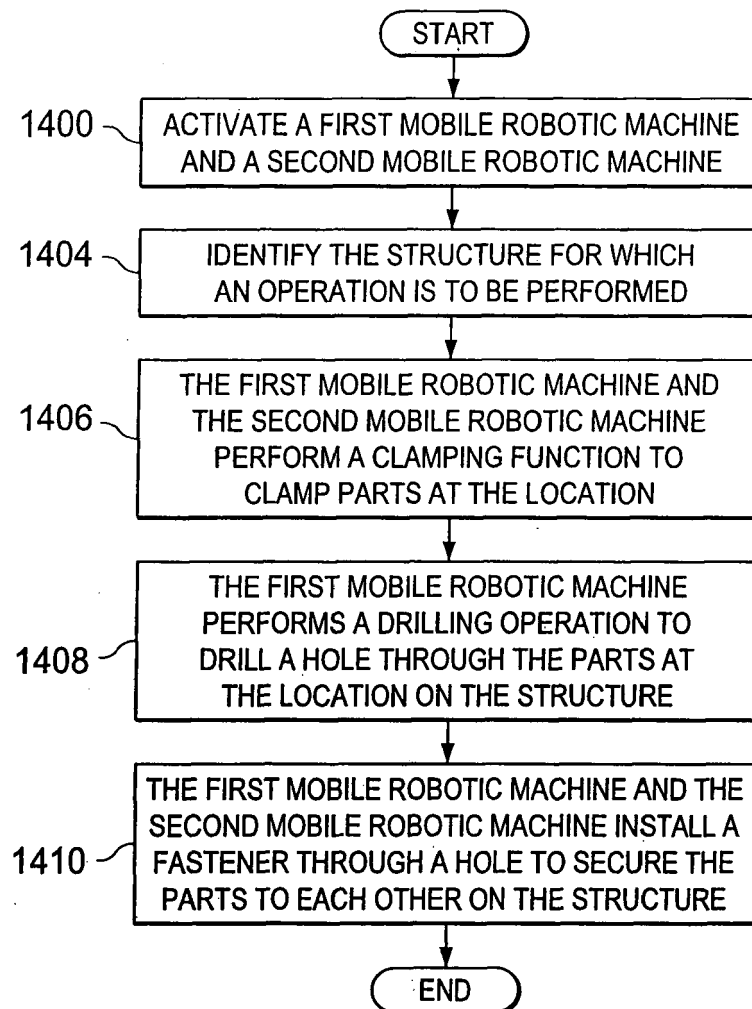 START
1400
ACTIVATE A FIRST MOBILE ROBOTIC MACHINE
AND A SECOND MOBILE ROBOTIC MACHINE
1404
IDENTIFY THE STRUCTURE FOR WHICH
AN OPERATION IS TO BE PERFORMED
1406
THE FIRST MOBILE ROBOTIC MACHINE AND
THE SECOND MOBILE ROBOTIC MACHINE
PERFORM A CLAMPING FUNCTION TO
CLAMP PARTS AT THE LOCATION
1408
THE FIRST MOBILE ROBOTIC MACHINE
PERFORMS A DRILLING OPERATION TO
DRILL A HOLE THROUGH THE PARTS AT
THE LOCATION ON THE STRUCTURE
1410
THE FIRST MOBILE ROBOTIC MACHINE AND THE
SECOND MOBILE ROBOTIC MACHINE INSTALL A
FASTENER THROUGH A HOLE TO SECURE THE
PARTS TO EACH OTHER ON THE STRUCTURE
END